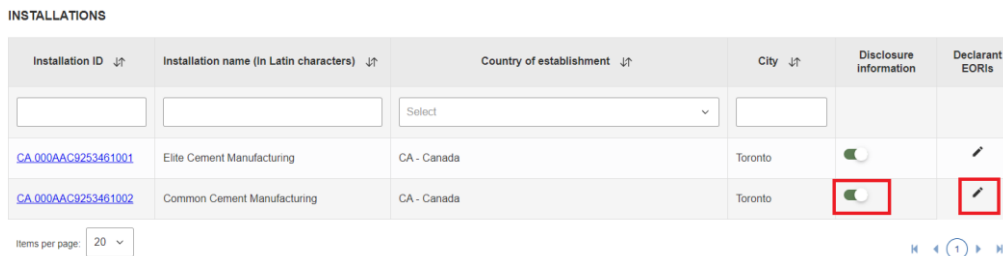 INSTALLATIONS
Installation ID Installation name (In Latin characters) Country of establishment City Disclosure information Declarant EORIs
Select
CA.000AAC9253461001 Elite Cement Manufacturing CA - Canada Toronto
CA.000AAC9253461002 Common Cement Manufacturing CA - Canada Toronto
Items per page: 20 1